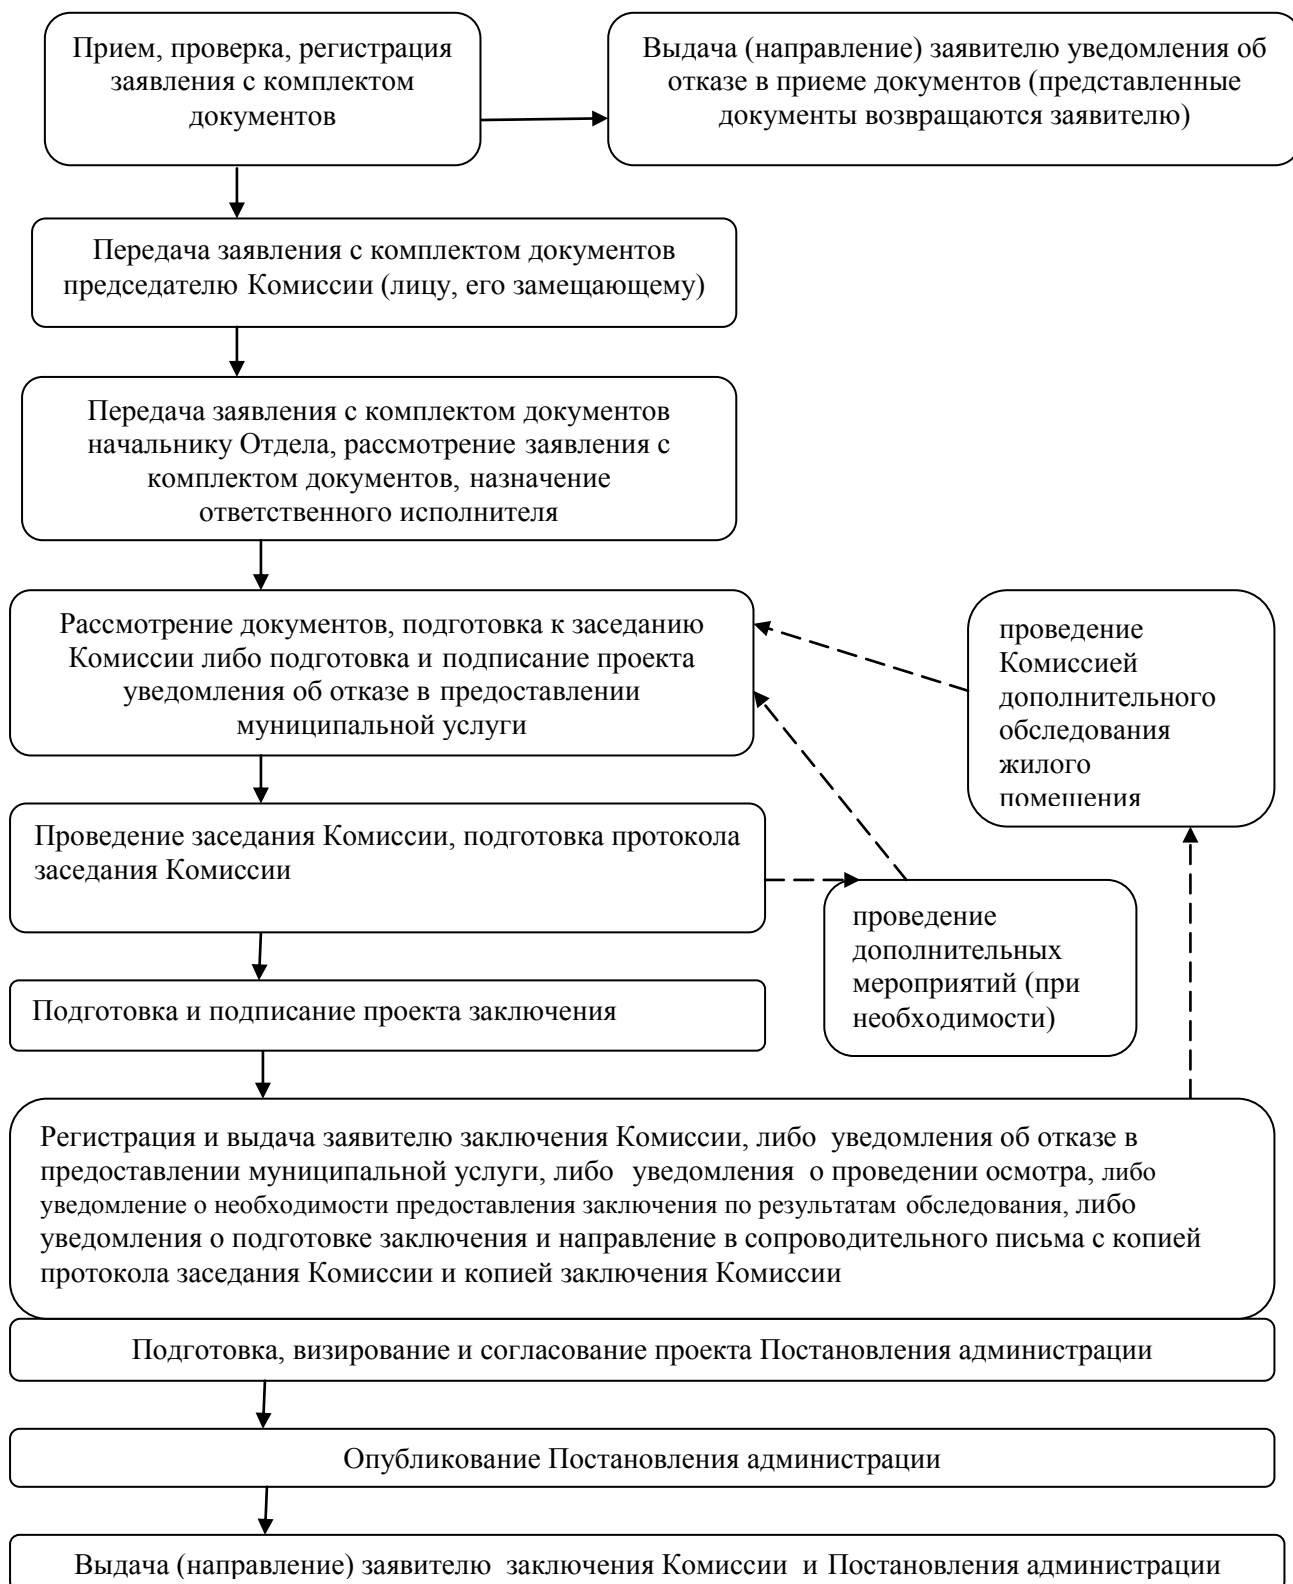 Прием, проверка, регистрация
заявления с комплектом
документов
Выдача (направление) заявителю уведомления об
отказе в приеме документов (представленные
документы возвращаются заявителю)
Передача заявления с комплектом документов
председателю Комиссии (лицу, его замещающему)
Передача заявления с комплектом документов
начальнику Отдела, рассмотрение заявления с
комплектом документов, назначение
ответственного исполнителя
Рассмотрение документов, подготовка к заседанию
Комиссии либо подготовка и подписание проекта
уведомления об отказе в предоставлении
муниципальной услуги
проведение
Комиссией
дополнительного
обследования
жилого
помещения
Проведение заседания Комиссии, подготовка протокола
заседания Комиссии
проведение
дополнительных
мероприятий (при
необходимости)
Подготовка и подписание проекта заключения
Регистрация и выдача заявителю заключения Комиссии, либо уведомления об отказе в
предоставлении муниципальной услуги, либо уведомления о проведении осмотра, либо
уведомление о необходимости предоставления заключения по результатам обследования, либо
уведомления о подготовке заключения и направление в сопроводительного письма с копией
протокола заседания Комиссии и копией заключения Комиссии
Подготовка, визирование и согласование проекта Постановления администрации
Опубликование Постановления администрации
Выдача (направление) заявителю заключения Комиссии и Постановления администрации